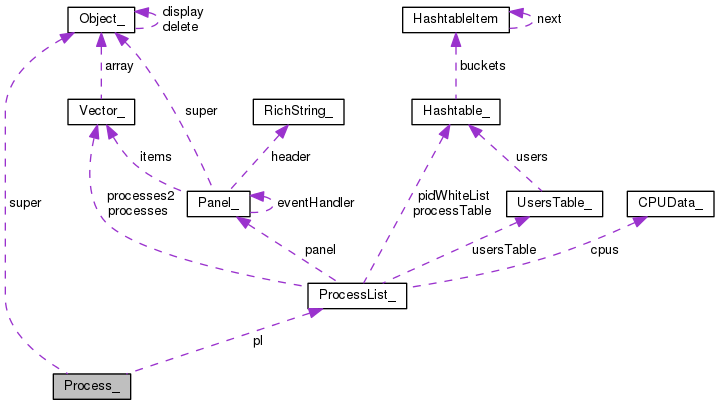 Object_
display
delete
HashtableItem
next
array
buckets
Vector_
super
RichString_
Hashtable_
items
header
users
super
processes2
processes
Panel_
eventHandler
pidWhiteList
processTable
UsersTable_
CPUData_
panel
usersTable
cpus
ProcessList_
pl
Process_